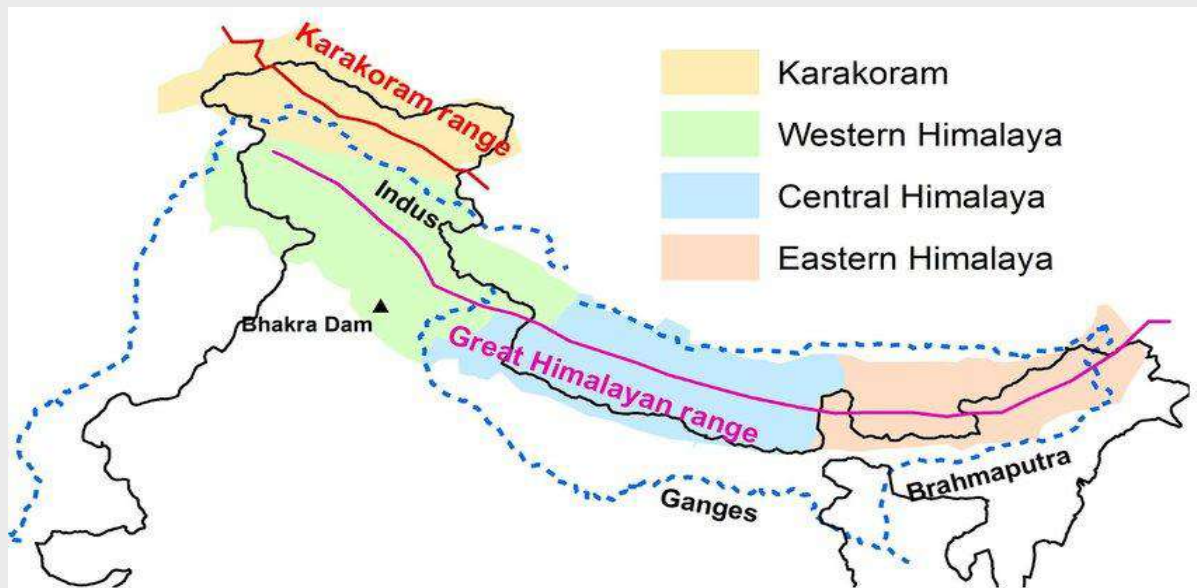 Karakoram range
Karakoram
Western Himalaya
Central Himalaya
Eastern Himalaya
Indus
Bhakra Dam
Great Himalayan range
Ganges
Brahmaputra